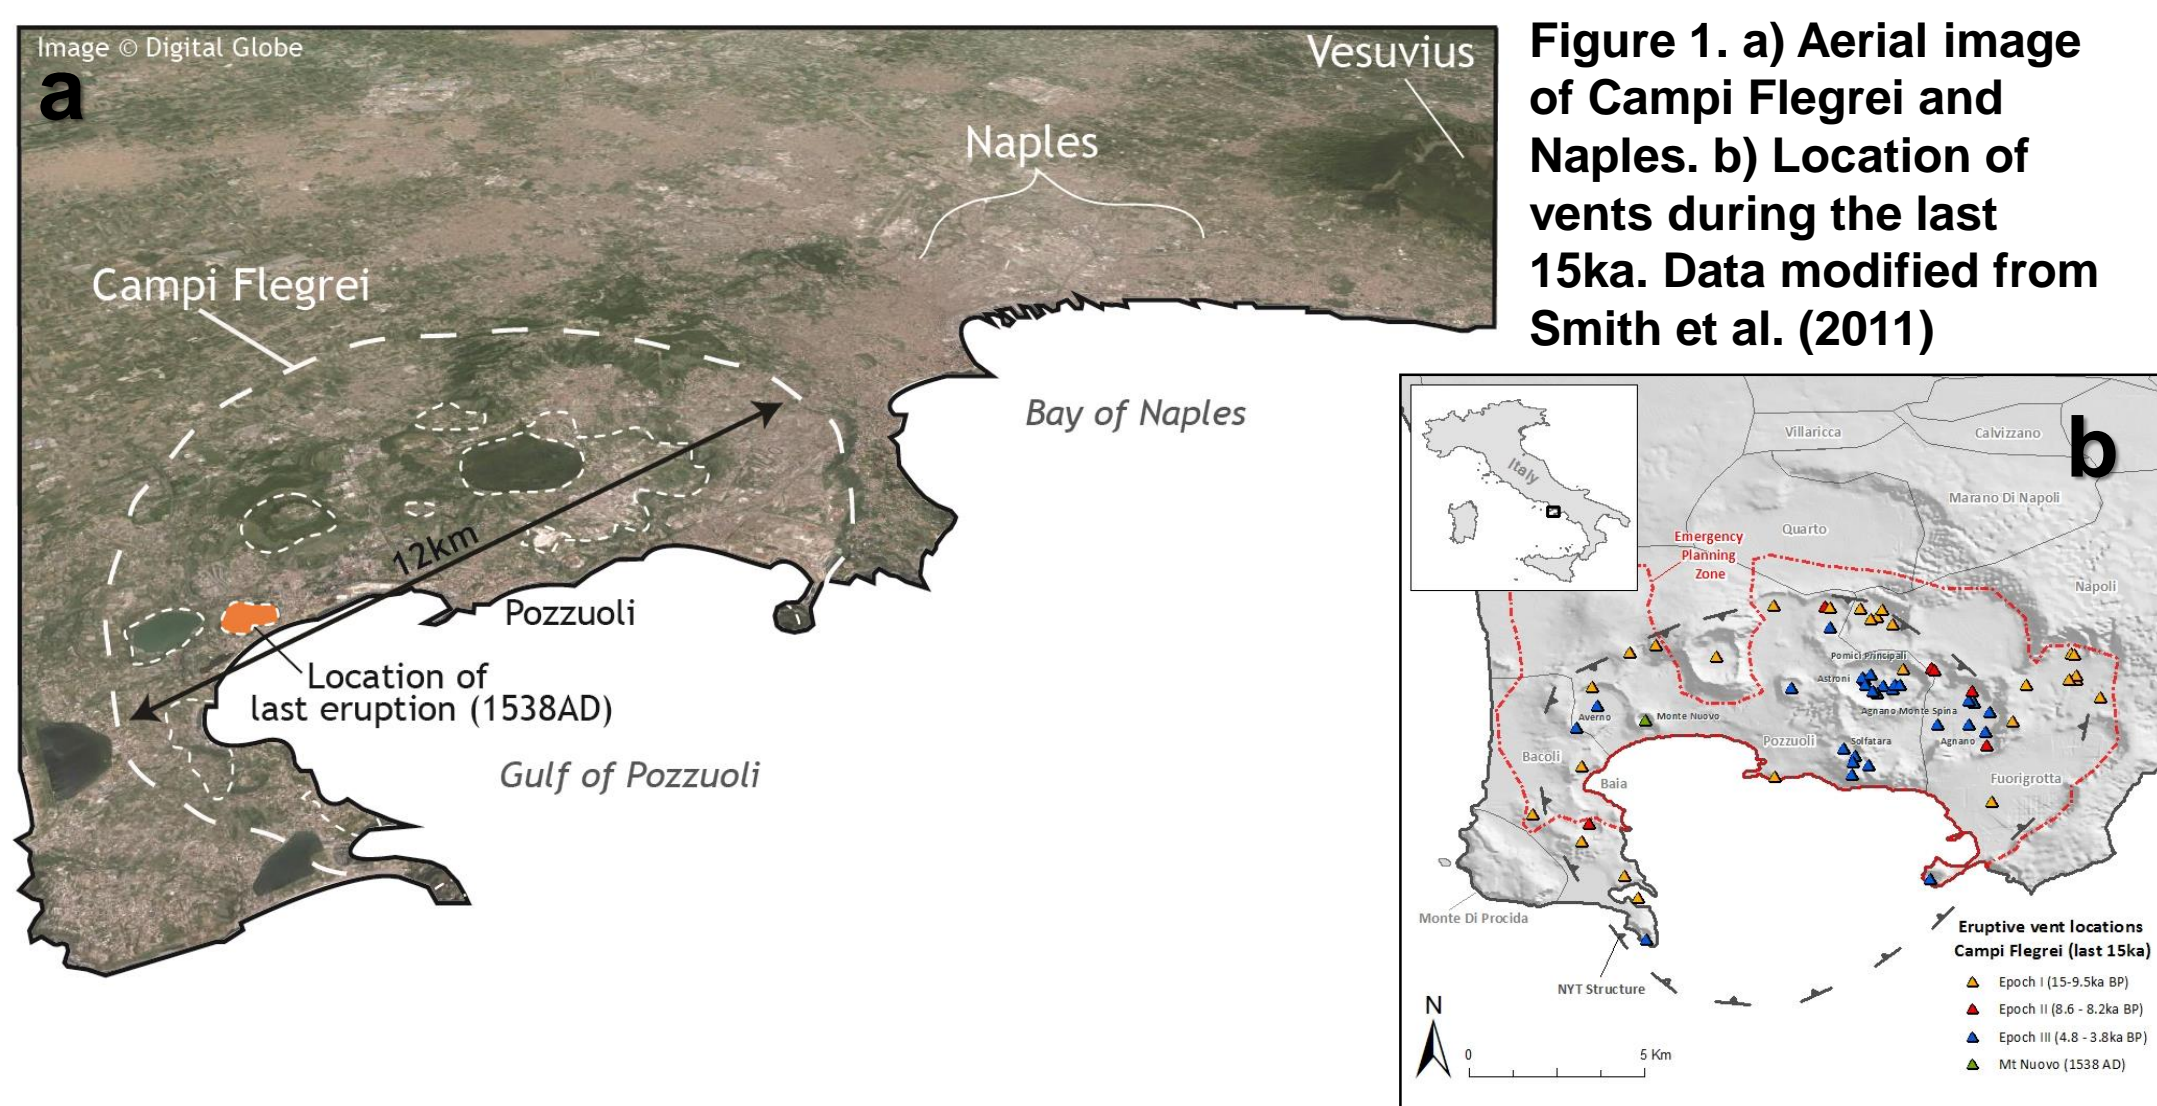 Image © Digital Globe
a
Vesuvius
Naples
Campi Flegrei
Bay of Naples
12km
Pozzuoli
Location of
last eruption (1538AD)
Gulf of Pozzuoli
Figure 1. a) Aerial image
of Campi Flegrei and
Naples. b) Location of
vents during the last
15ka. Data modified from
Smith et al. (2011)
b
Italy
Villaricca
Calvizzano
Marano Di Napoli
Quarto
Emergency
Planning
Zone
Napoli
Pomici Principali
Astroni
Agnano Monte Spina
Averno
Monte Nuovo
Pozzuoli
Solfatara
Agnano
Bacoli
Baia
Fuorigrotta
Monte Di Procida
NYT Structure
N
0
5 Km
Eruptive vent locations
Campi Flegrei (last 15ka)
Epoch I (15-9.5ka BP)
Epoch II (8.6 - 8.2ka BP)
Epoch III (4.8 - 3.8ka BP)
Mt Nuovo (1538 AD)